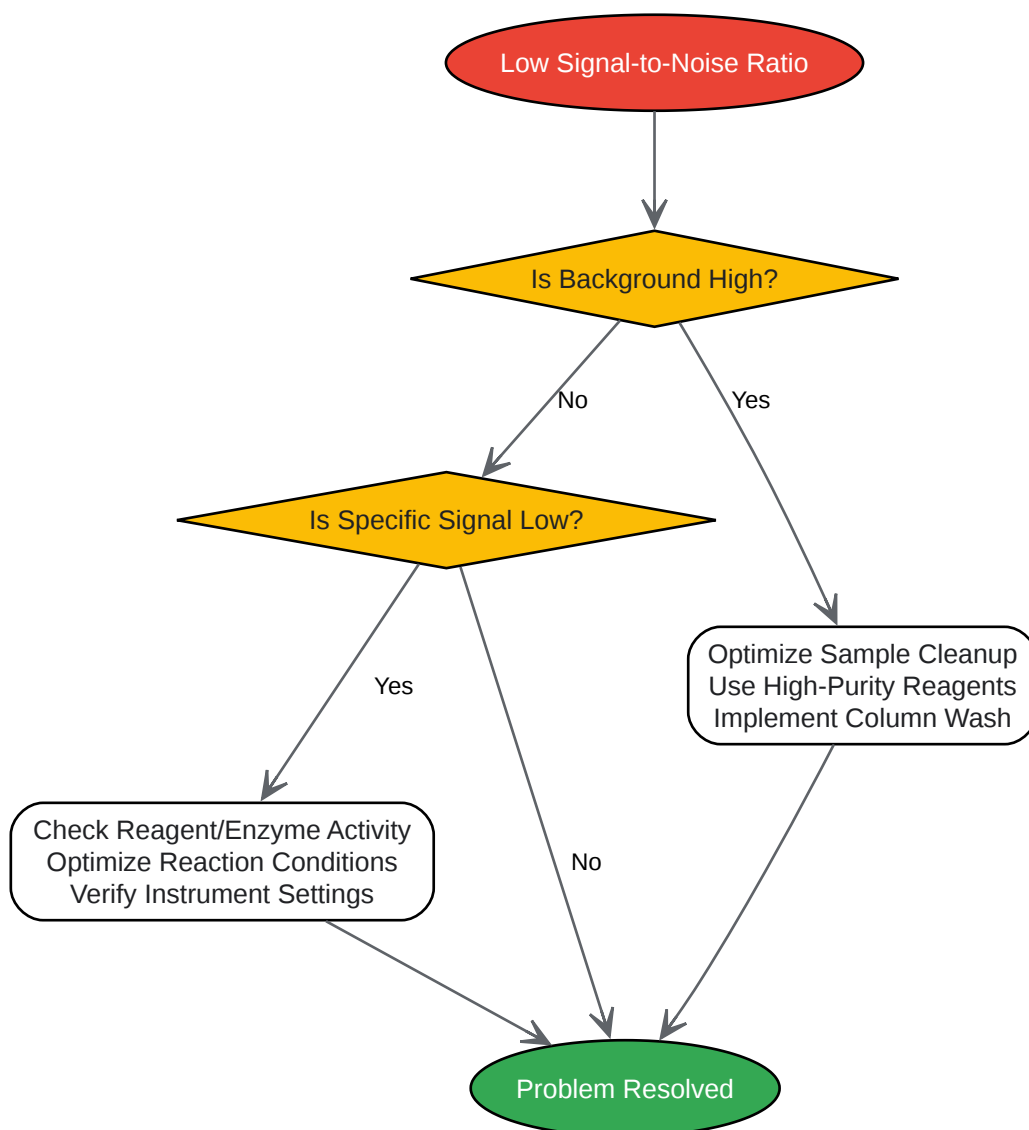 Low Signal-to-Noise Ratio
Is Background High?
No
Yes
Is Specific Signal Low?
Optimize Sample Cleanup
Use High-Purity Reagents
Implement Column Wash
Yes
Check Reagent/Enzyme Activity
Optimize Reaction Conditions
Verify Instrument Settings
No
Problem Resolved